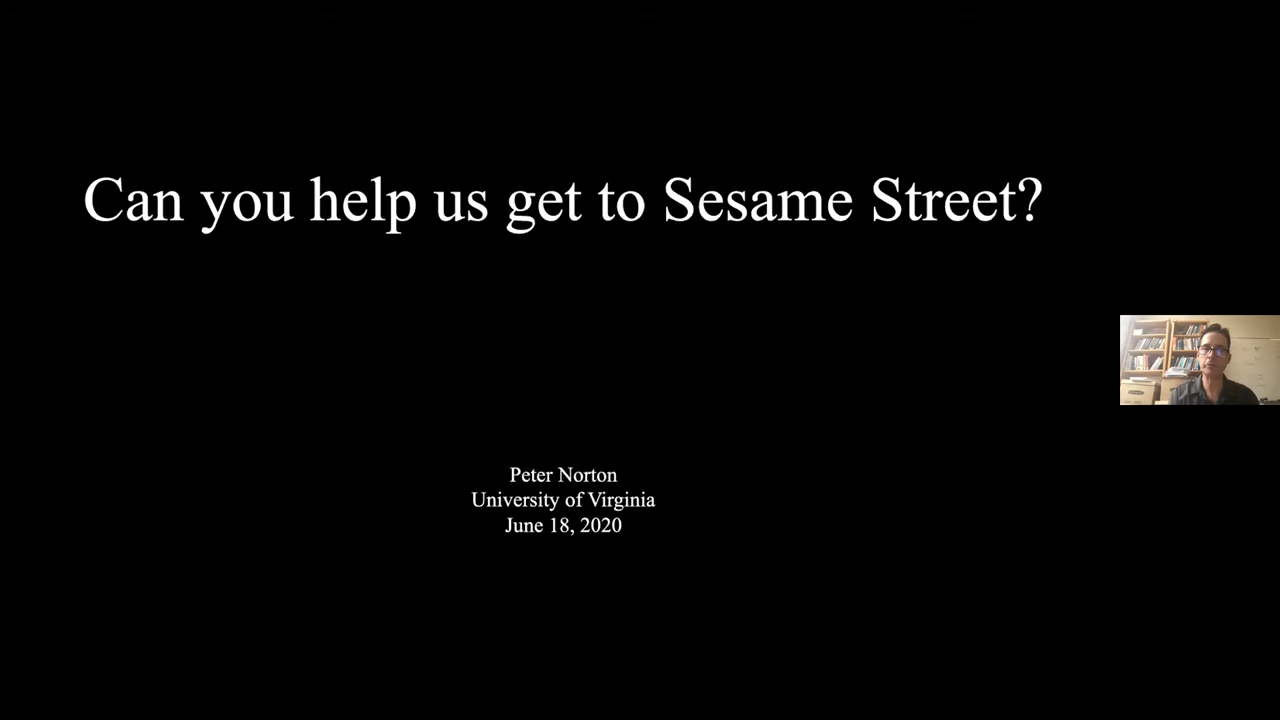 Can you help us get to Sesame Street?
Peter Norton
University of Virginia
June 18, 2020